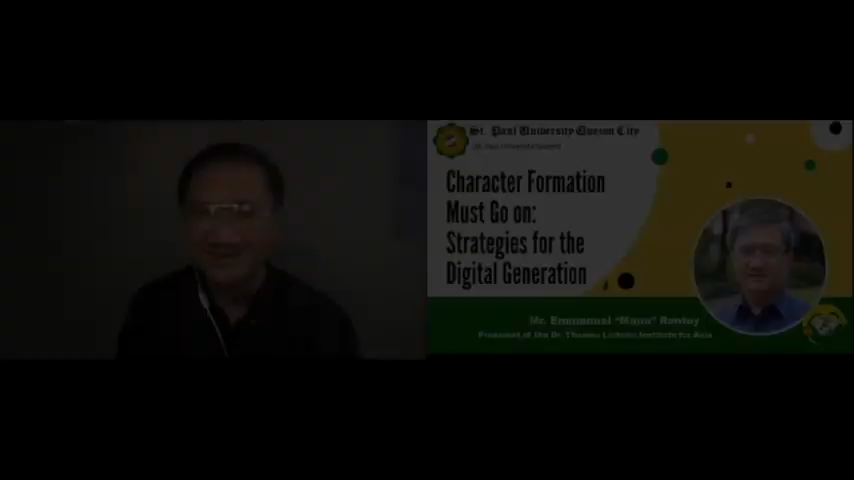 St. Paul University Quezon City
Character Formation
Must Go on:
Strategies for the
Digital Generation
Mr. Emmanuel "Manu"
President of the Dr. Thomas Lickona Institute for Asia